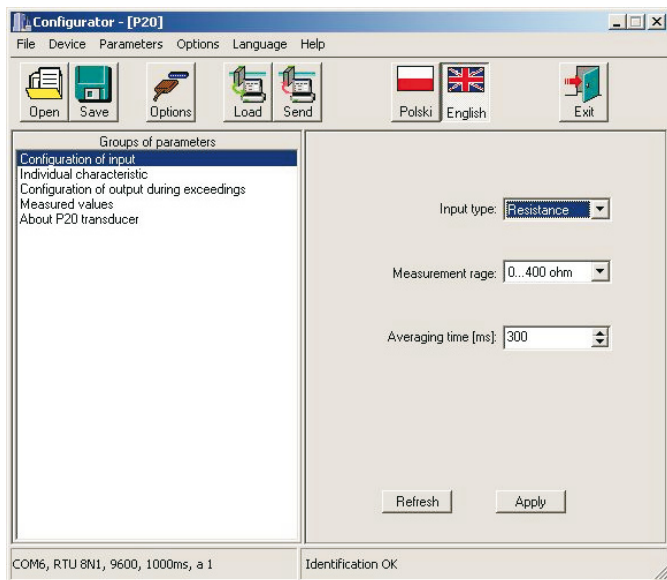 Configurator - [P20]
File Device Parameters Options Language Help
Open Save Options Load Send Polski English Exit
Groups of parameters
Configuration of input
Individual characteristic
Configuration of output during exceedings
Measured values
About P20 transducer
Input type: Resistance
Measurement rage: 0...400 ohm
Averaging time [ms]: 300
Refresh Apply
COM6, RTU 8N1, 9600, 1000ms, a 1 Identification OK